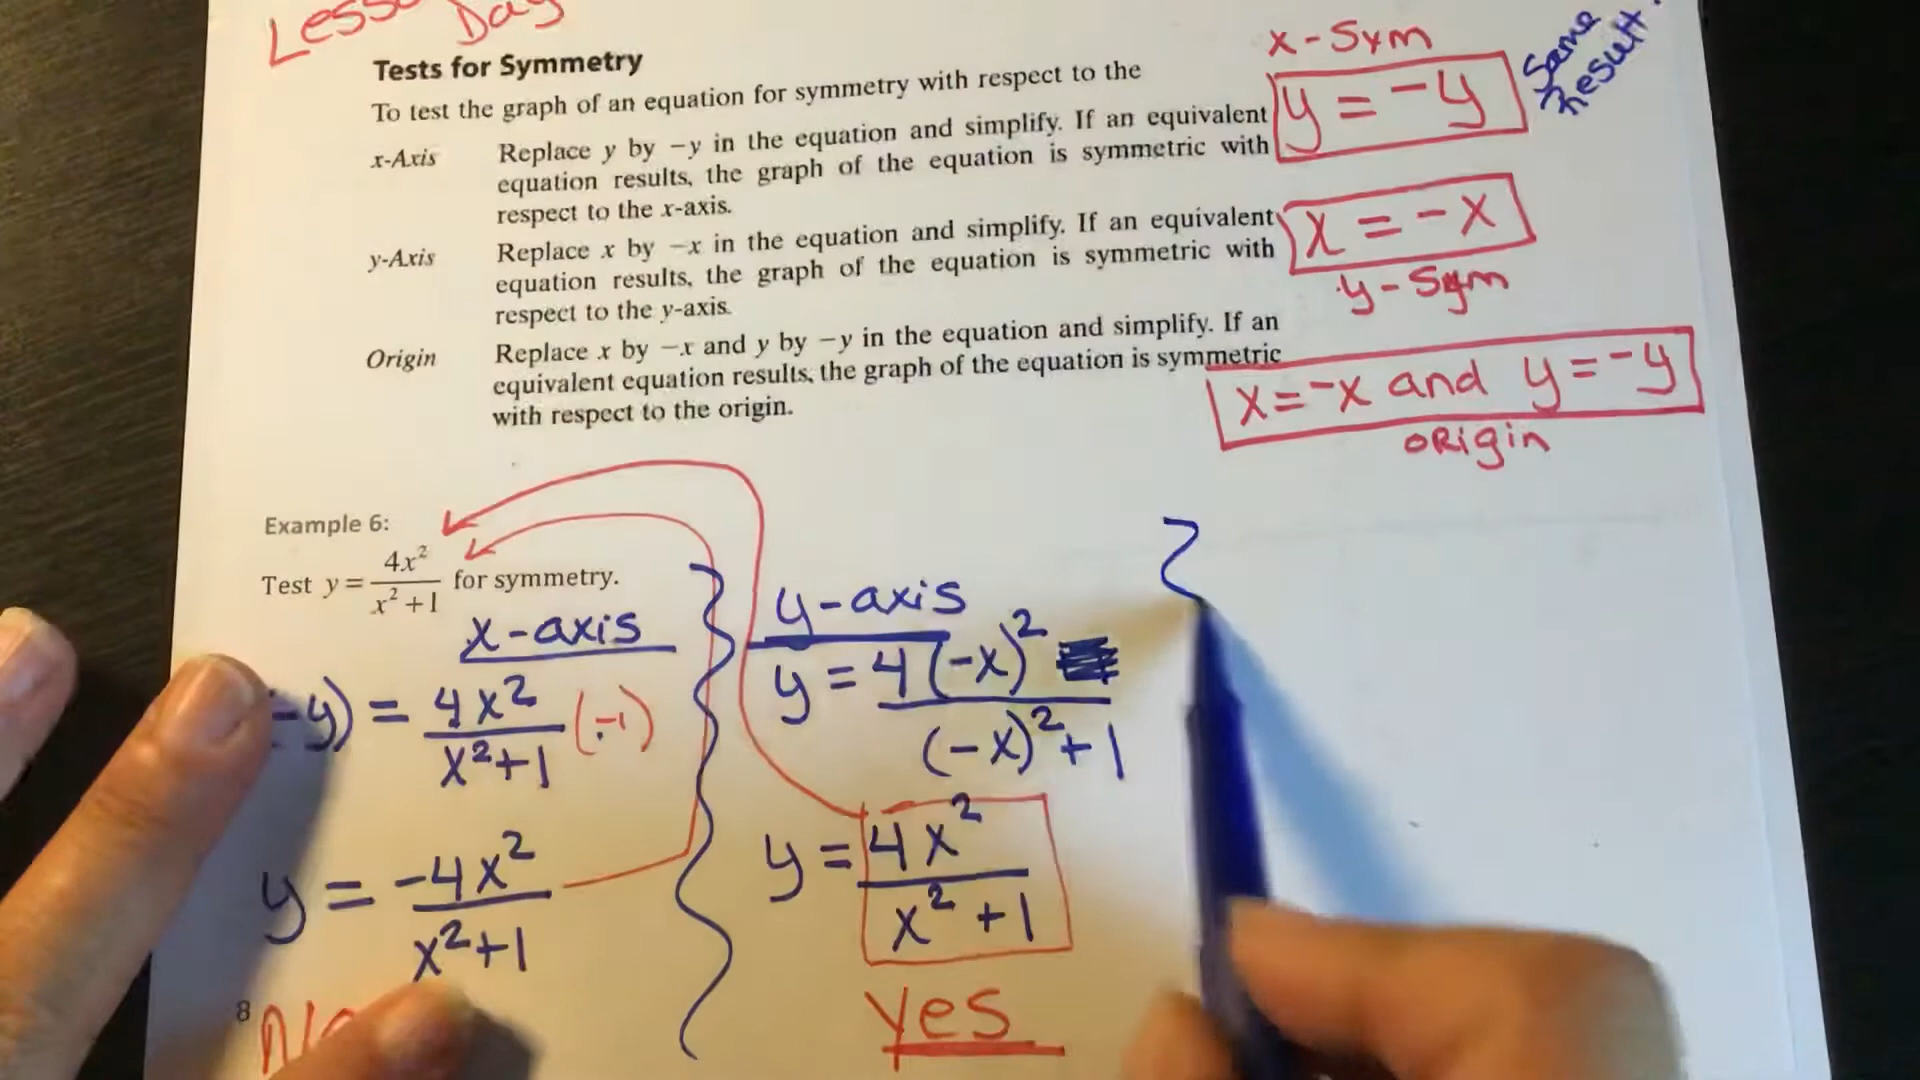 Lesso
Day
Tests for Symmetry
To test the graph of an equation for symmetry with respect to the
x-Axis Replace y by −y in the equation and simplify. If an equivalent
equation results, the graph of the equation is symmetric with
respect to the x-axis.
y-Axis Replace x by −x in the equation and simplify. If an equivalent
equation results, the graph of the equation is symmetric with
respect to the y-axis.
Origin Replace x by −x and y by −y in the equation and simplify. If an
equivalent equation results, the graph of the equation is symmetric
with respect to the origin.
x-Sym
y = -y
Same
Result
x = -x
y-Sym
x=-x and y=-y
ORigin
Example 6:
Test y = 4x²/(x²+1) for symmetry.
x-axis
-y) = 4x²/(x²+1) (-1)
y = -4x²/(x²+1)
y-axis
y = 4(-x)²/((-x)²+1)
y = 4x²/(x²+1)
Yes
8